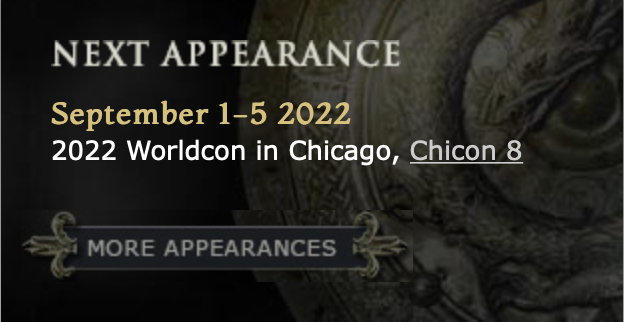 NEXT APPEARANCE
September 1–5 2022
2022 Worldcon in Chicago, Chicon 8
MORE APPEARANCES